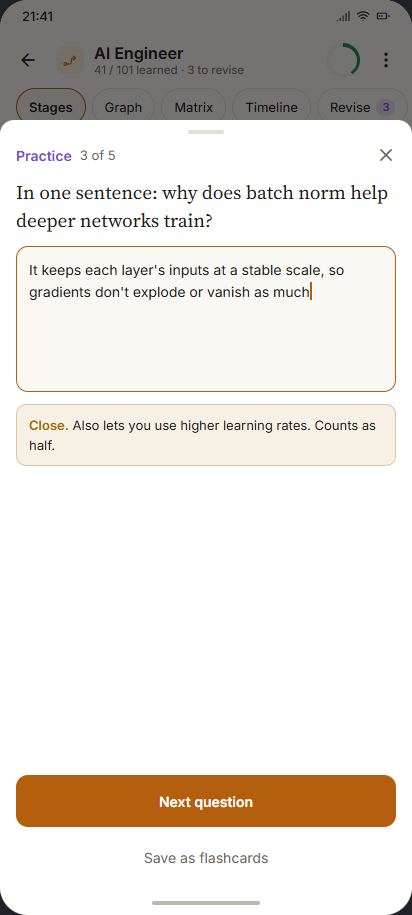 21:41
AI Engineer
41 / 101 learned · 3 to revise
Stages Graph Matrix Timeline Revise 3
Practice 3 of 5
In one sentence: why does batch norm help
deeper networks train?
It keeps each layer's inputs at a stable scale, so
gradients don't explode or vanish as much
Close. Also lets you use higher learning rates. Counts as
half.
Next question
Save as flashcards